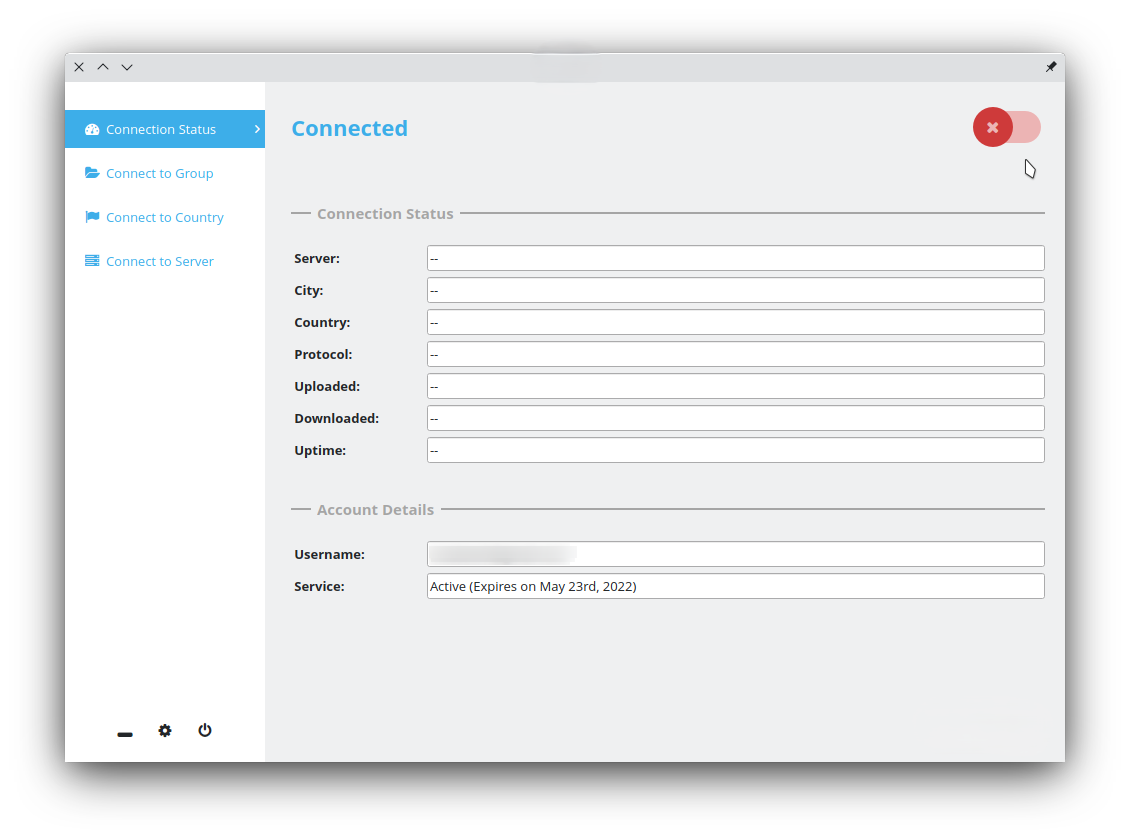 Connection Status
Connect to Group
Connect to Country
Connect to Server
Connected
Connection Status
Server: --
City: --
Country: --
Protocol: --
Uploaded: --
Downloaded: --
Uptime: --
Account Details
Username:
Service: Active (Expires on May 23rd, 2022)